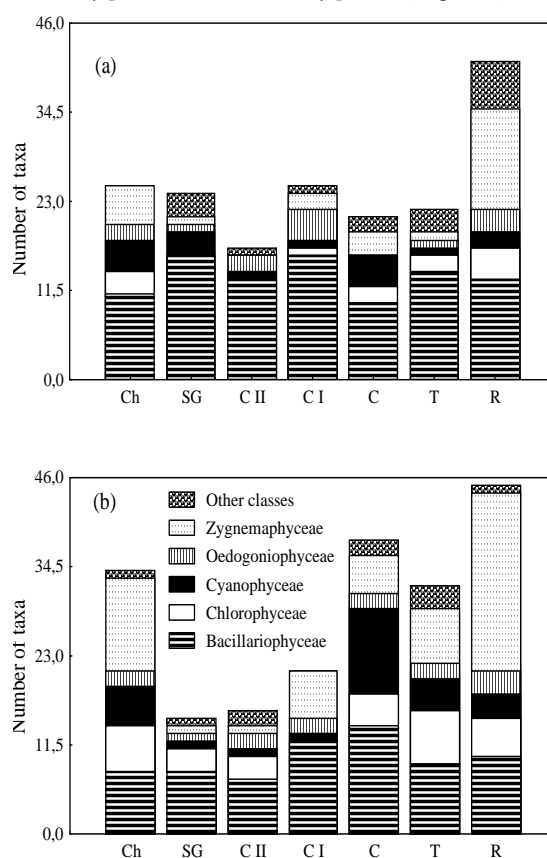 46,0
(a)
34,5
23,0
11,5
0,0
Number of taxa
Ch SG C II C I C T R
46,0
(b)
Other classes
Zygnemaphyceae
34,5
Oedogoniophyceae
Cyanophyceae
Chlorophyceae
Bacillariophyceae
23,0
11,5
0,0
Number of taxa
Ch SG C II C I C T R